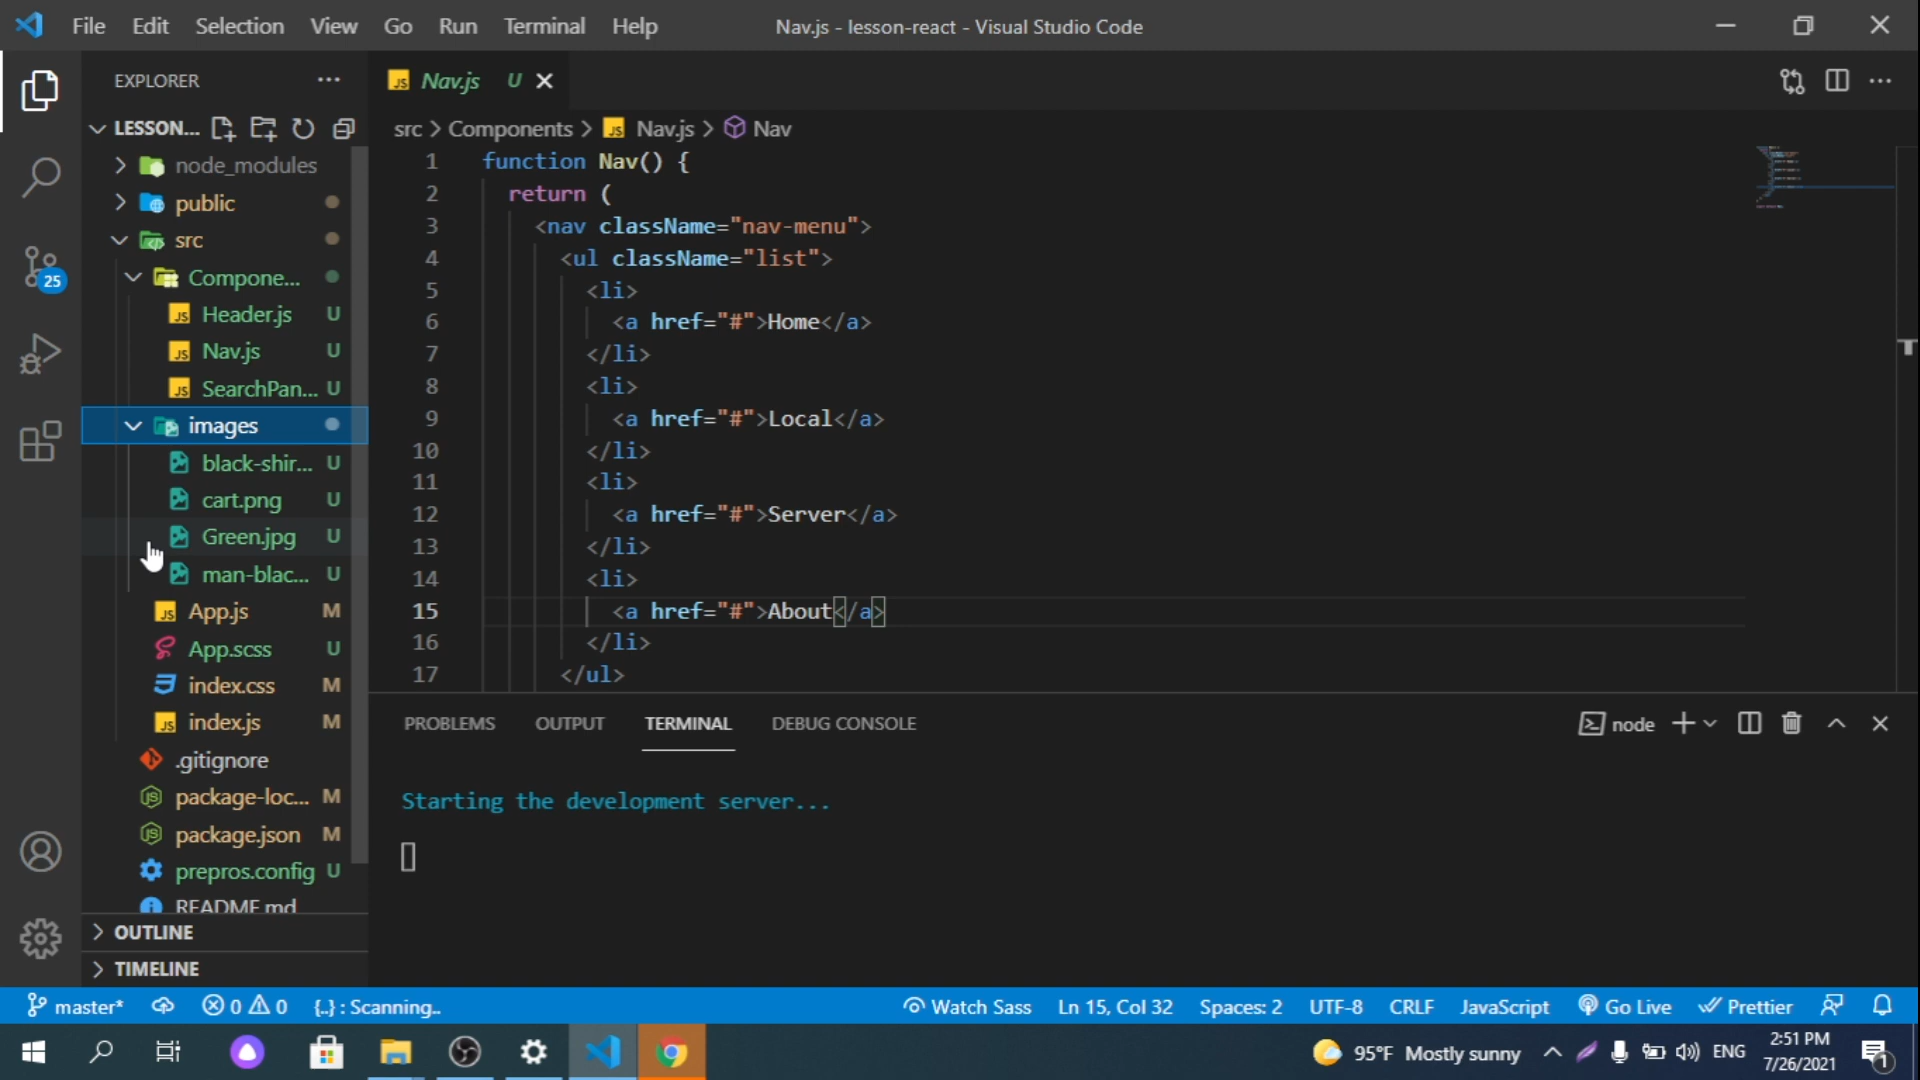 File Edit Selection View Go Run Terminal Help
Nav.js - lesson-react - Visual Studio Code
EXPLORER
LESSON...
node_modules
public
src
Compone...
Header.js U
Nav.js U
SearchPan... U
images
black-shir... U
cart.png U
Green.jpg U
man-blac... U
App.js M
App.scss U
index.css M
index.js M
.gitignore
package-loc... M
package.json M
prepros.config U
README.md
OUTLINE
TIMELINE
25
JS Nav.js U
src > Components > JS Nav.js > Nav
1 function Nav() {
2 return (
3 <nav className="nav-menu">
4 <ul className="list">
5 <li>
6 <a href="#">Home</a>
7 </li>
8 <li>
9 <a href="#">Local</a>
10 </li>
11 <li>
12 <a href="#">Server</a>
13 </li>
14 <li>
15 <a href="#">About</a>
16 </li>
17 </ul>
PROBLEMS OUTPUT TERMINAL DEBUG CONSOLE
node
Starting the development server...
master* 0 0 {..} : Scanning..
Watch Sass Ln 15, Col 32 Spaces: 2 UTF-8 CRLF JavaScript Go Live Prettier
95°F Mostly sunny ENG
2:51 PM
7/26/2021
1